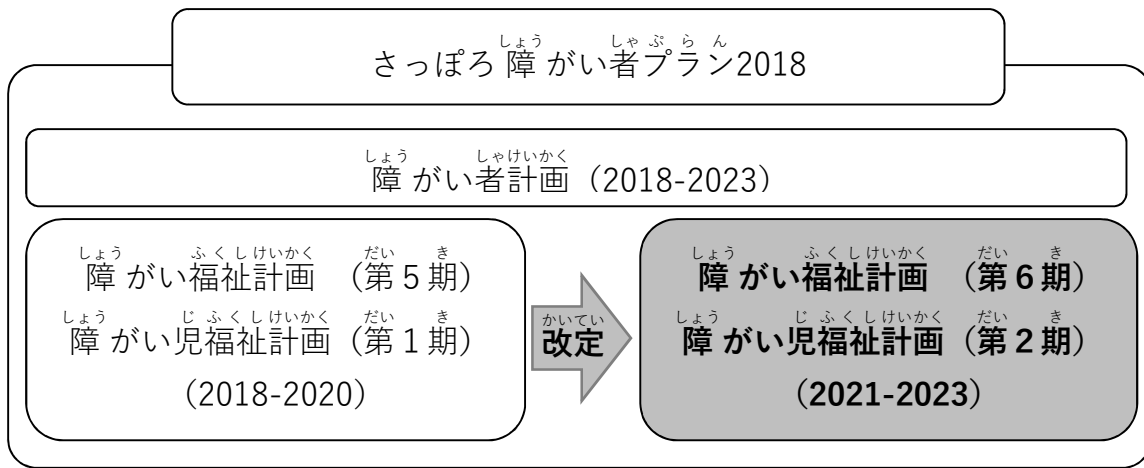 さっぽろ障がい者プラン2018
障がい者計画（2018-2023）
障がい福祉計画（第5期）
障がい児福祉計画（第1期）
(2018-2020)
改定
障がい福祉計画（第6期）
障がい児福祉計画（第2期）
(2021-2023)